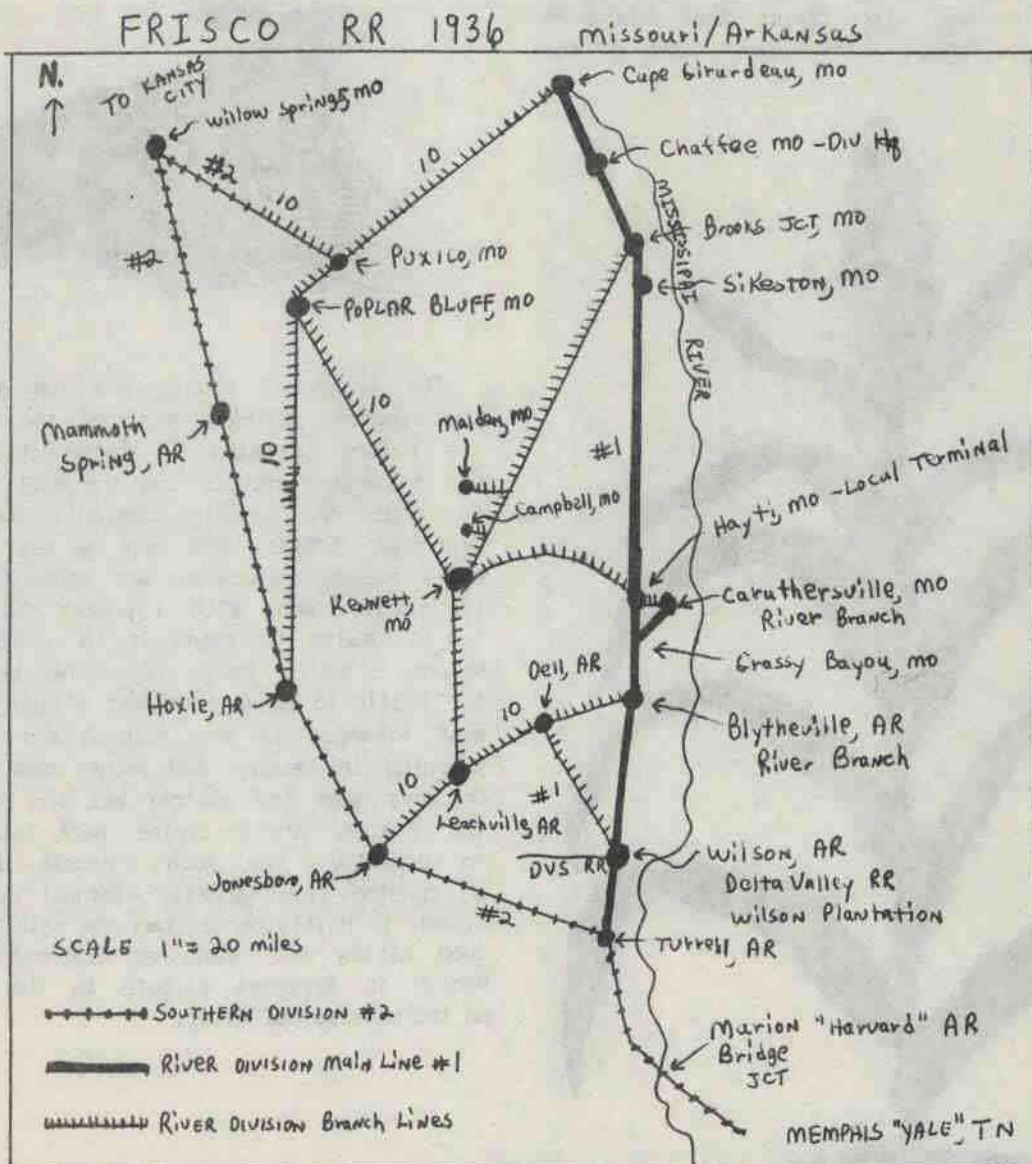 FRISCO RR 1936 Missouri/Arkansas
N.
TO KANSAS
CITY
Willow Springs, MO
Cape Girardeau, MO
Chaffee MO - Div Hq
#2
10
10
MISSISSIPPI
RIVER
Brooks JCT, MO
#2
PUXICO, MO
SIKESTON, MO
POPLAR BLUFF, MO
Mammoth
Spring, AR
10
10
Malden, MO
#1
Campbell, MO
Hayti, MO - Local Terminal
Kennett,
MO
Caruthersville, MO
River Branch
Grassy Bayou, MO
Dell, AR
Hoxie, AR
10
Blytheville, AR
River Branch
10
#1
Leachville, AR
Jonesboro, AR
DVS RR
Wilson, AR
Delta Valley RR
Wilson Plantation
#2
Turrell, AR
SCALE 1"= 20 miles
SOUTHERN DIVISION #2
River DIVISION Main Line #1
River DIVISION Branch Lines
Marion "Harvard" AR
Bridge
JCT
MEMPHIS "YALE", TN